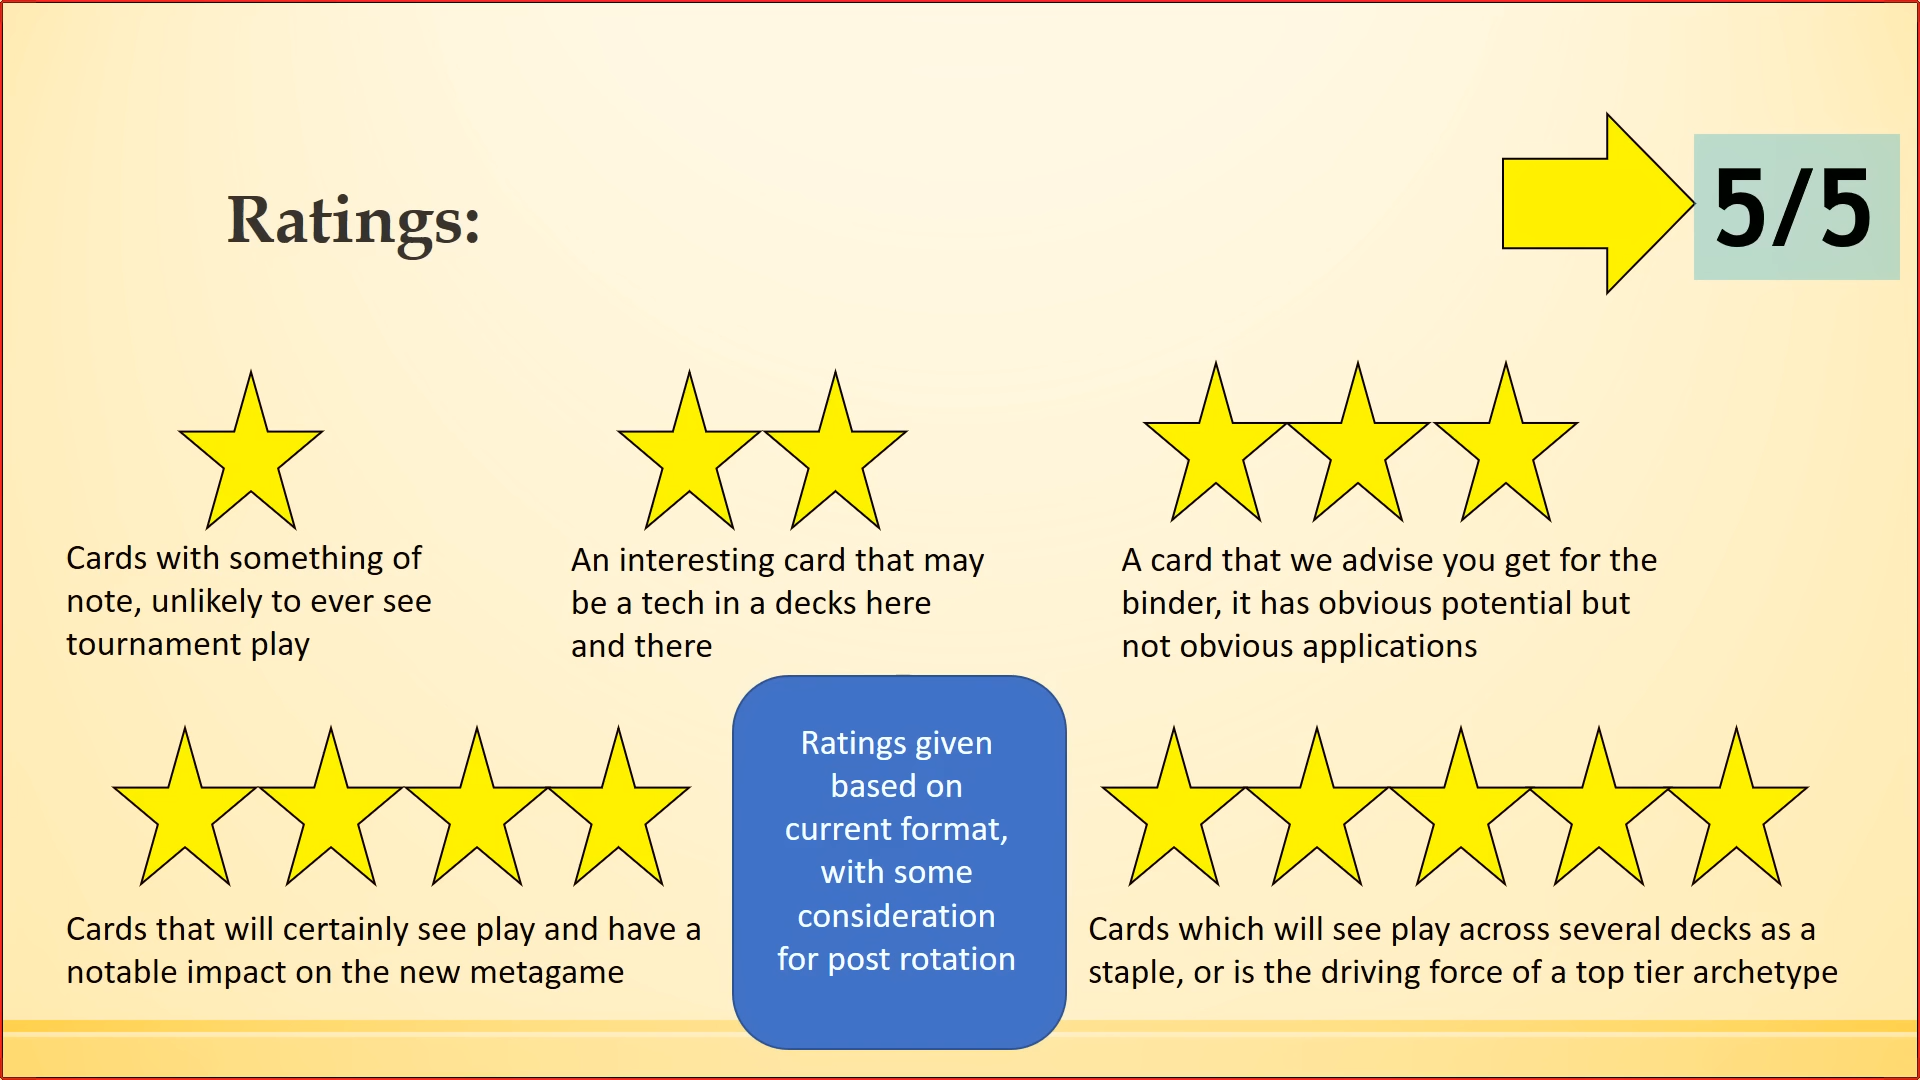 Ratings:
5/5
Cards with something of
note, unlikely to ever see
tournament play
An interesting card that may
be a tech in a decks here
and there
A card that we advise you get for the
binder, it has obvious potential but
not obvious applications
Cards that will certainly see play and have a
notable impact on the new metagame
Ratings given
based on
current format,
with some
consideration
for post rotation
Cards which will see play across several decks as a
staple, or is the driving force of a top tier archetype